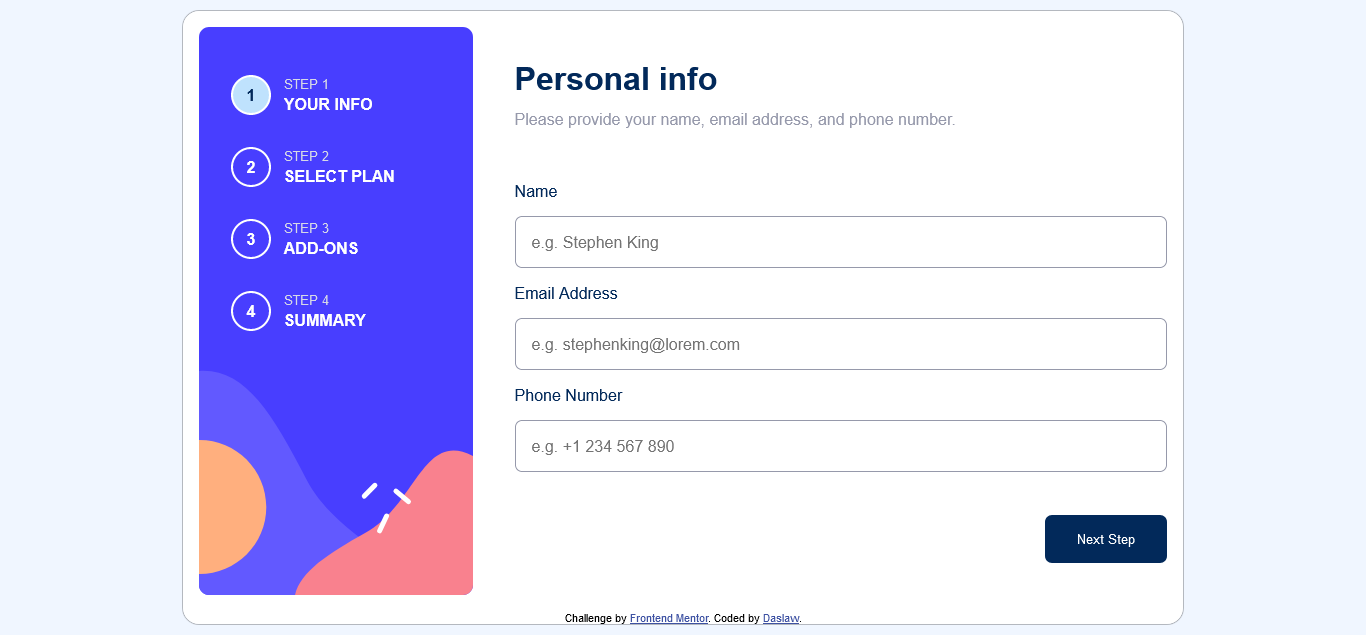 1
STEP 1
YOUR INFO
2
STEP 2
SELECT PLAN
3
STEP 3
ADD-ONS
4
STEP 4
SUMMARY
Personal info
Please provide your name, email address, and phone number.
Name
e.g. Stephen King
Email Address
e.g. stephenking@lorem.com
Phone Number
e.g. +1 234 567 890
Next Step
Challenge by Frontend Mentor. Coded by Daslaw.